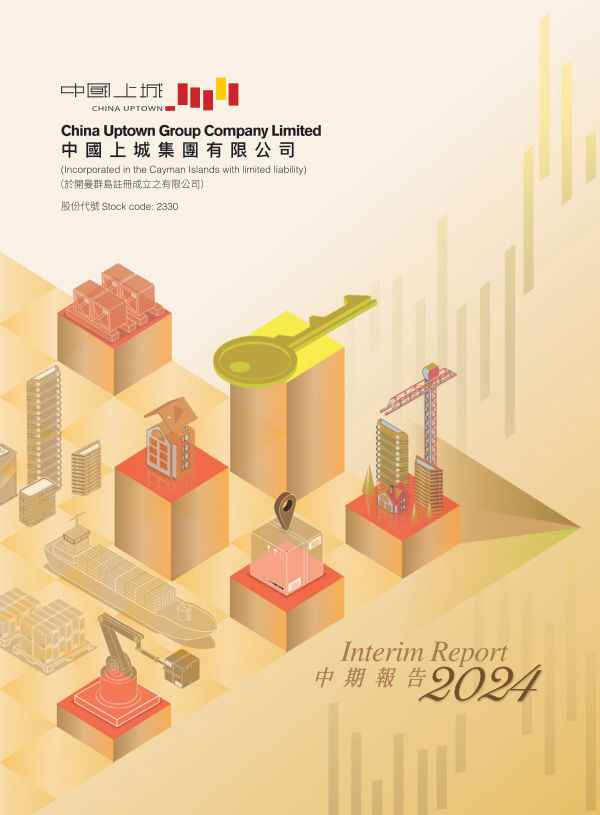 中國上城
CHINA UPTOWN
China Uptown Group Company Limited
中國上城集團有限公司
(Incorporated in the Cayman Islands with limited liability)
(於開曼群島註冊成立之有限公司)
股份代號 Stock code: 2330
Interim Report
中期報告 2024